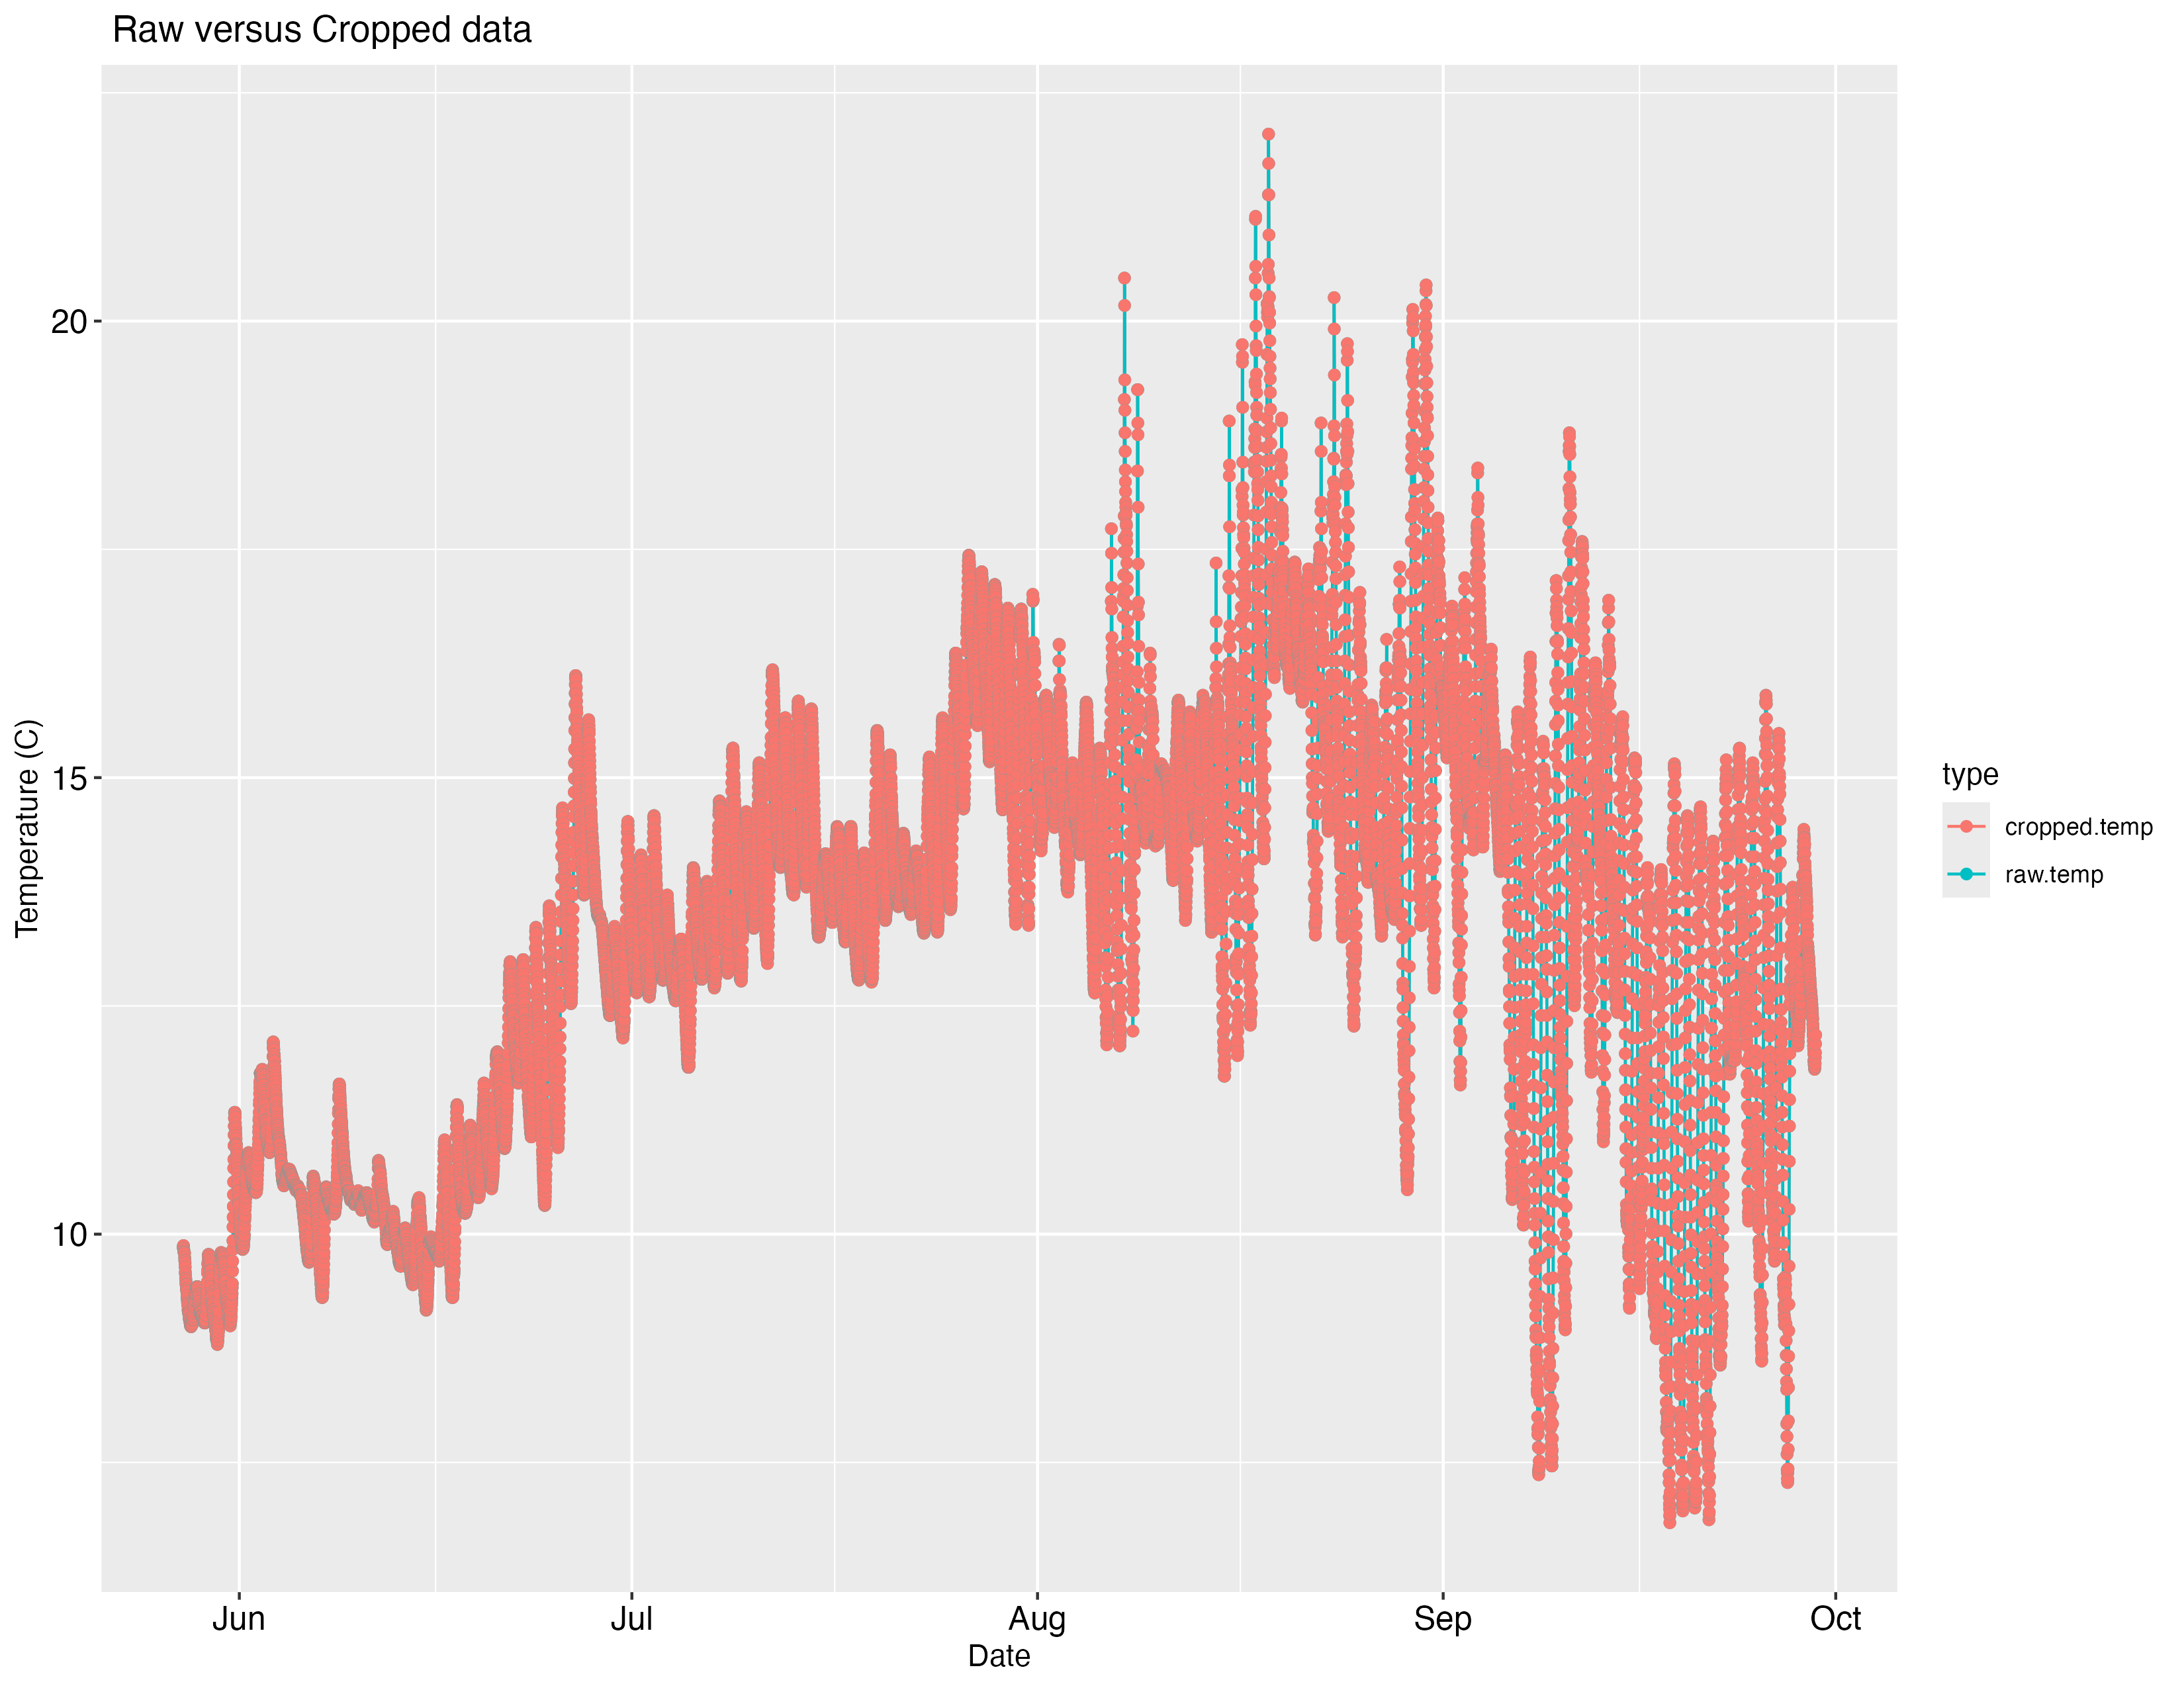 Raw versus Cropped data
Temperature (C)
20
15
10
Jun
Jul
Aug
Sep
Oct
Date
type
cropped.temp
raw.temp